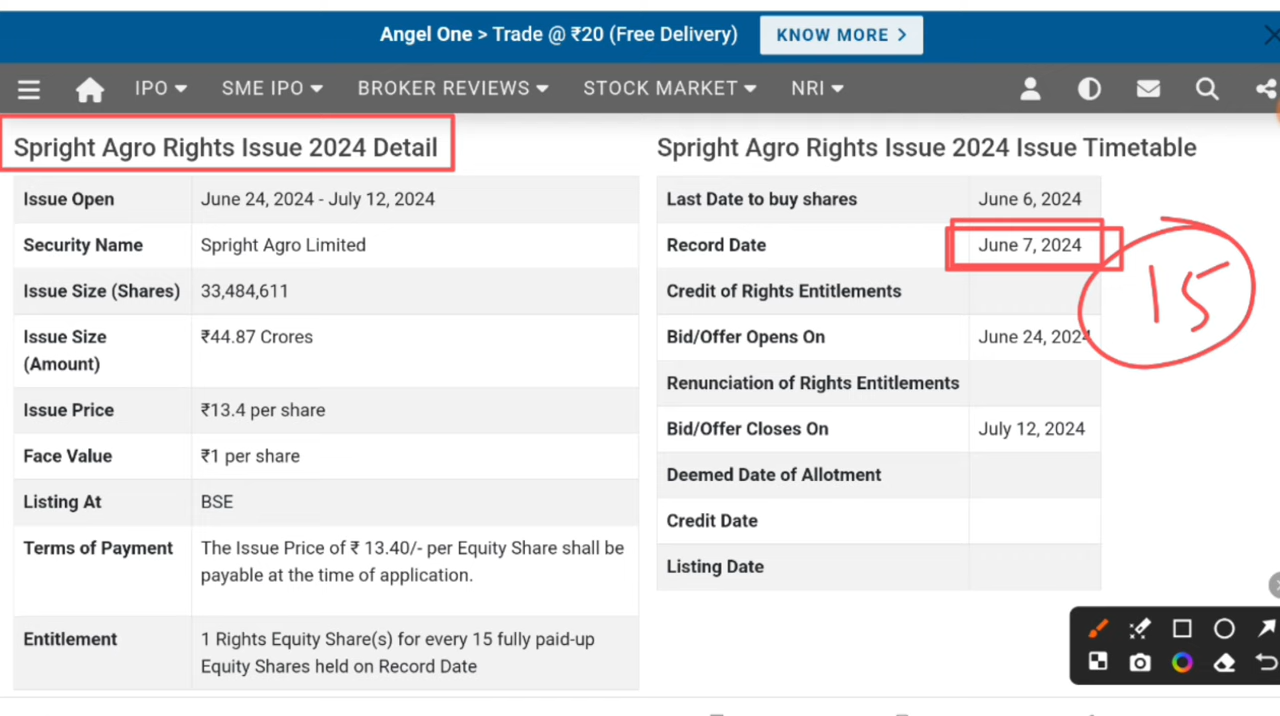 Angel One > Trade @ ₹20 (Free Delivery)
KNOW MORE >
IPO
SME IPO
BROKER REVIEWS
STOCK MARKET
NRI
Spright Agro Rights Issue 2024 Detail
Issue Open June 24, 2024 - July 12, 2024
Security Name Spright Agro Limited
Issue Size (Shares) 33,484,611
Issue Size ₹44.87 Crores
(Amount)
Issue Price ₹13.4 per share
Face Value ₹1 per share
Listing At BSE
Terms of Payment The Issue Price of ₹ 13.40/- per Equity Share shall be
payable at the time of application.
Entitlement 1 Rights Equity Share(s) for every 15 fully paid-up
Equity Shares held on Record Date
Spright Agro Rights Issue 2024 Issue Timetable
Last Date to buy shares June 6, 2024
Record Date June 7, 2024
15
Credit of Rights Entitlements
Bid/Offer Opens On June 24, 2024
Renunciation of Rights Entitlements
Bid/Offer Closes On July 12, 2024
Deemed Date of Allotment
Credit Date
Listing Date